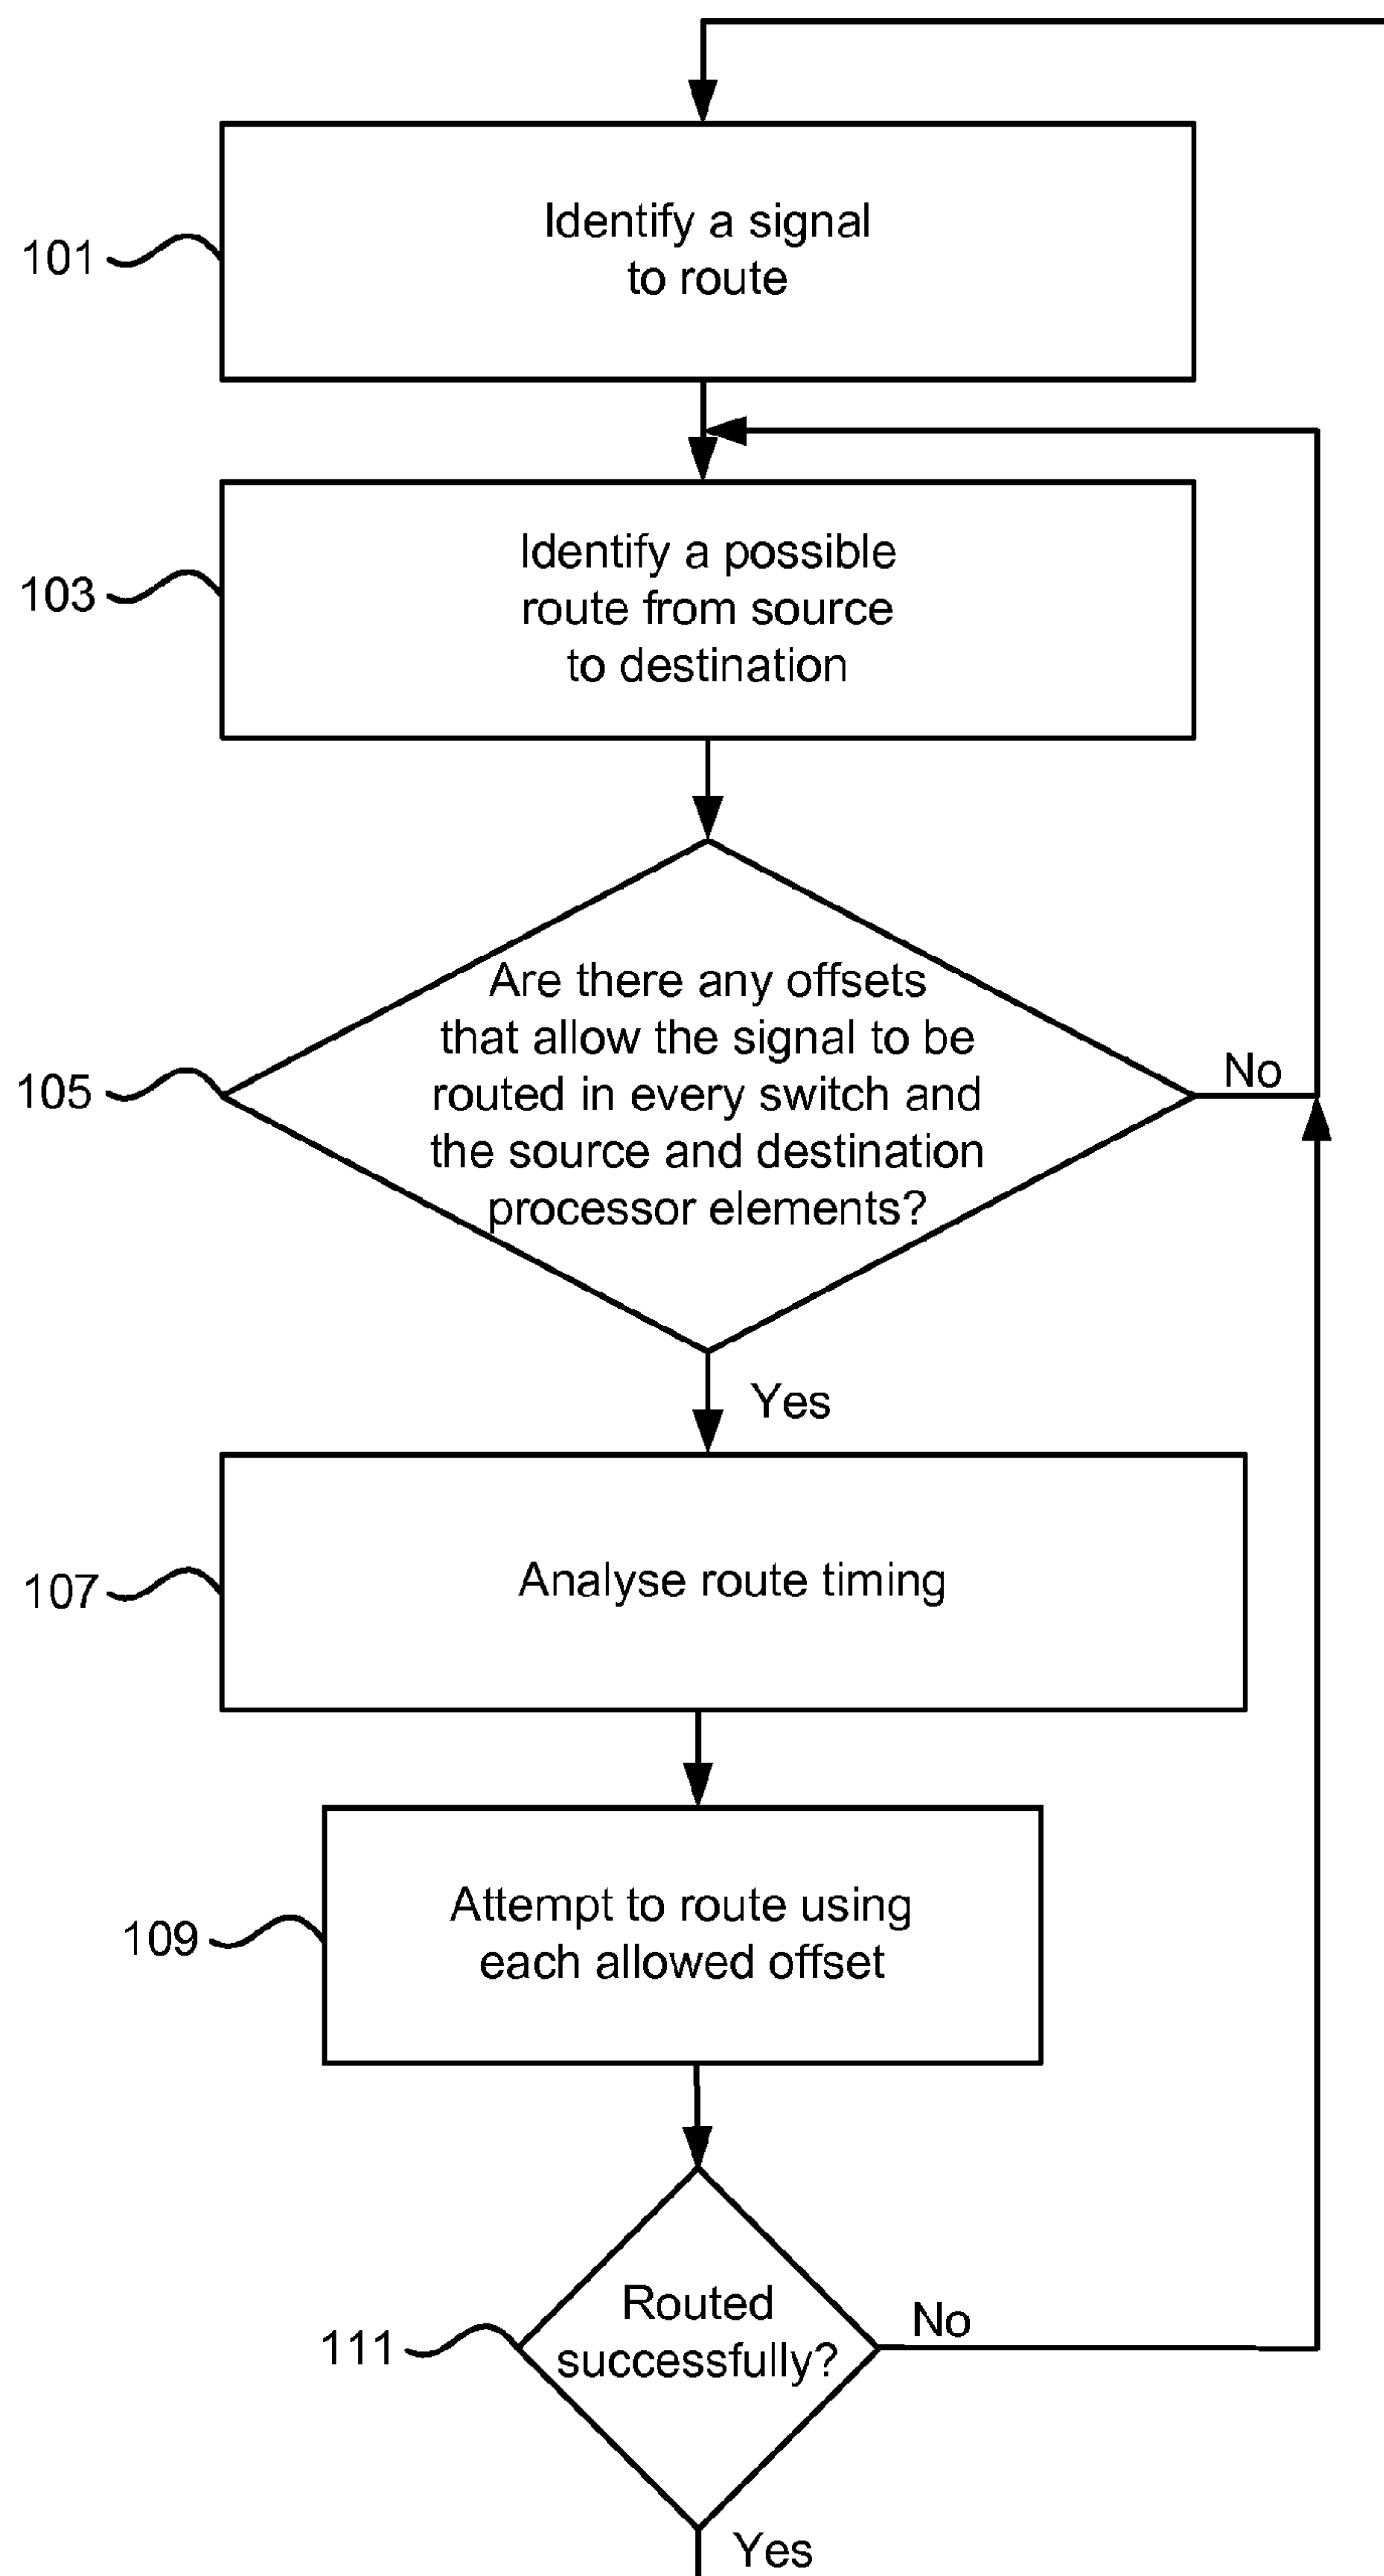 101
Identify a signal
to route
103
Identify a possible
route from source
to destination
105
Are there any offsets
that allow the signal to be
routed in every switch and
the source and destination
processor elements?
No
Yes
107
Analyse route timing
109
Attempt to route using
each allowed offset
111
Routed
successfully?
No
Yes